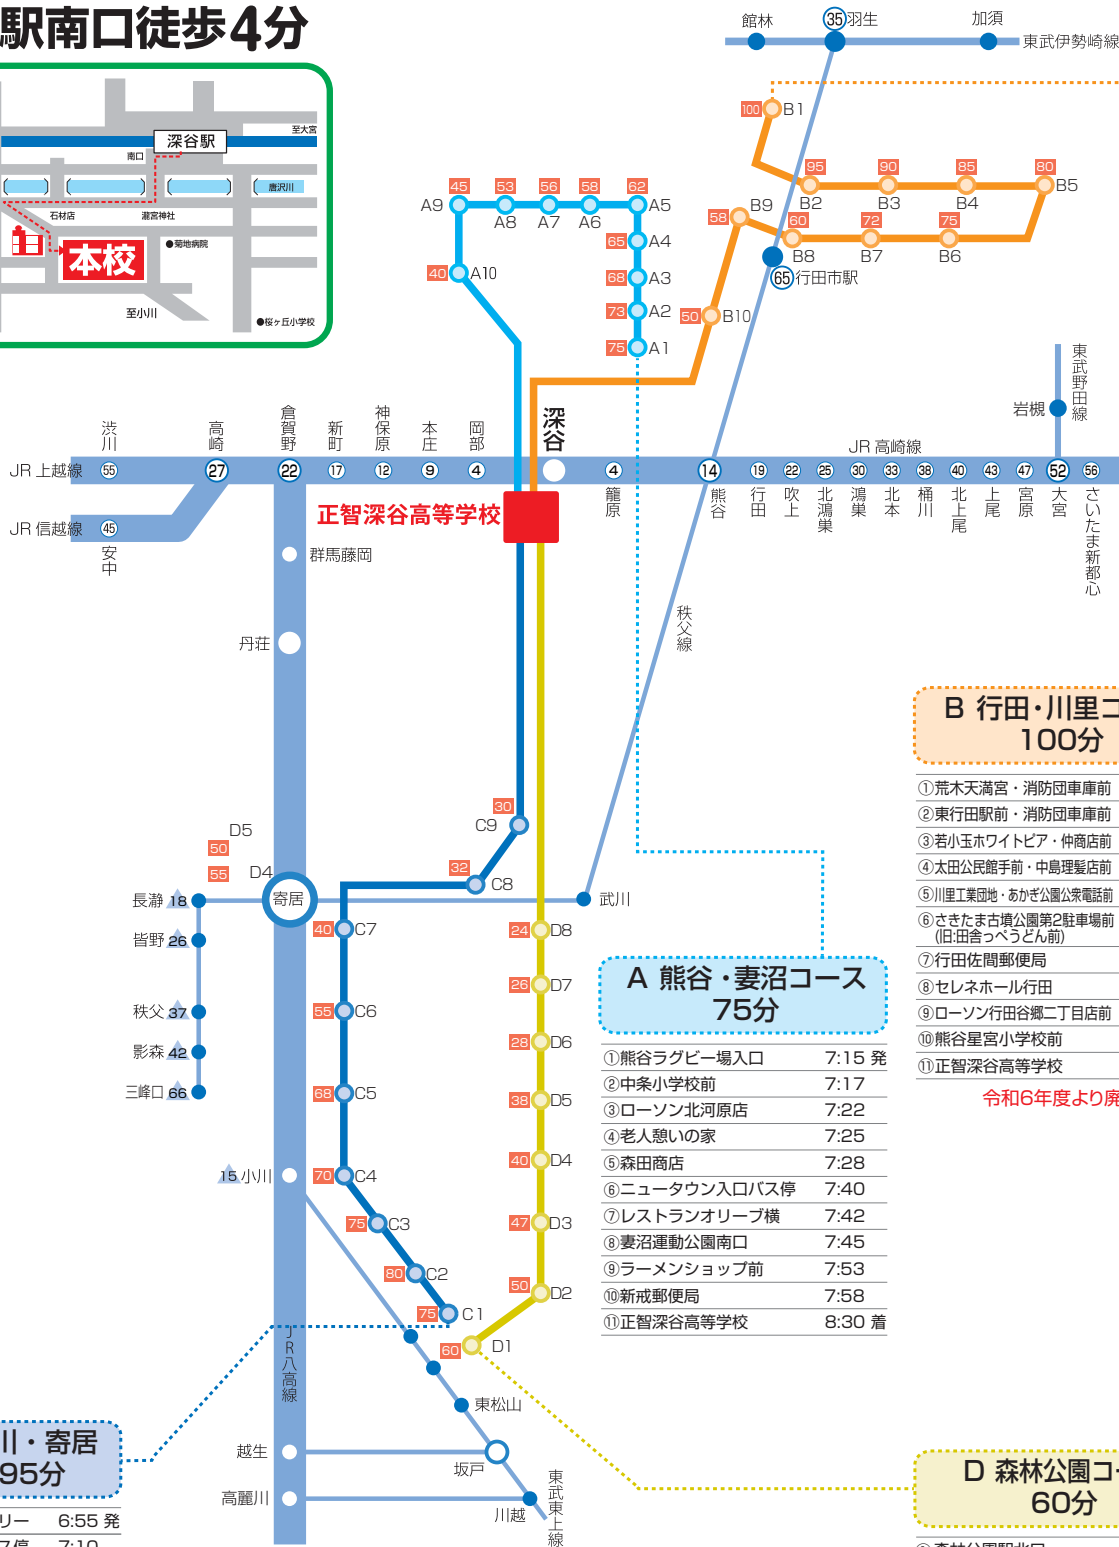 駅南口徒歩4分
至大宮
深谷駅
南口
唐沢川
石材店
瀧宮神社
菊地病院
本校
至小川
桜ヶ丘小学校
館林
35
羽生
加須
東武伊勢崎線
100
B1
95
90
85
80
B2
B3
B4
B5
B9
58
60
72
75
B8
B7
B6
65
行田市駅
50
B10
45
53
56
58
62
A9
A8
A7
A6
A5
65
A4
40
A10
68
A3
73
A2
75
A1
東武野田線
岩槻
JR 高崎線
渋川
高崎
倉賀野
新町
神保原
本庄
岡部
深谷
JR 上越線
55
27
22
17
12
9
4
4
14
19
22
25
30
33
38
40
43
47
52
56
籠原
熊谷
行田
吹上
北鴻巣
鴻巣
北本
桶川
北上尾
上尾
宮原
大宮
さいたま新都心
JR 信越線
45
安中
正智深谷高等学校
群馬藤岡
丹荘
秩父線
30
C9
32
C8
D5
50
55
D4
寄居
武川
長瀞
18
皆野
26
秩父
37
影森
42
三峰口
66
40
C7
55
C6
68
C5
70
C4
75
C3
80
C2
75
C1
24
D8
26
D7
28
D6
38
D5
40
D4
47
D3
50
D2
60
D1
15
小川
JR八高線
東松山
越生
坂戸
高麗川
川越
東武東上線
A 熊谷・妻沼コース
75分
①熊谷ラグビー場入口 7:15 発
②中条小学校前 7:17
③ローソン北河原店 7:22
④老人憩いの家 7:25
⑤森田商店 7:28
⑥ニュータウン入口バス停 7:40
⑦レストランオリーブ横 7:42
⑧妻沼運動公園南口 7:45
⑨ラーメンショップ前 7:53
⑩新戒郵便局 7:58
⑪正智深谷高等学校 8:30 着
B 行田・川里コ
100分
①荒木天満宮・消防団車庫前
②東行田駅前・消防団車庫前
③若小玉ホワイトピア・仲商店前
④太田公民館手前・中島理髪店前
⑤川里工業団地・あかぎ公園公衆電話前
⑥さきたま古墳公園第2駐車場前
(旧:田舎っぺうどん前)
⑦行田佐間郵便局
⑧セレネホール行田
⑨ローソン行田谷郷二丁目店前
⑩熊谷星宮小学校前
⑪正智深谷高等学校
令和6年度より廃
川・寄居
95分
リー 6:55 発
ス停 7:10
D 森林公園コー
60分
①森林公園駅北口